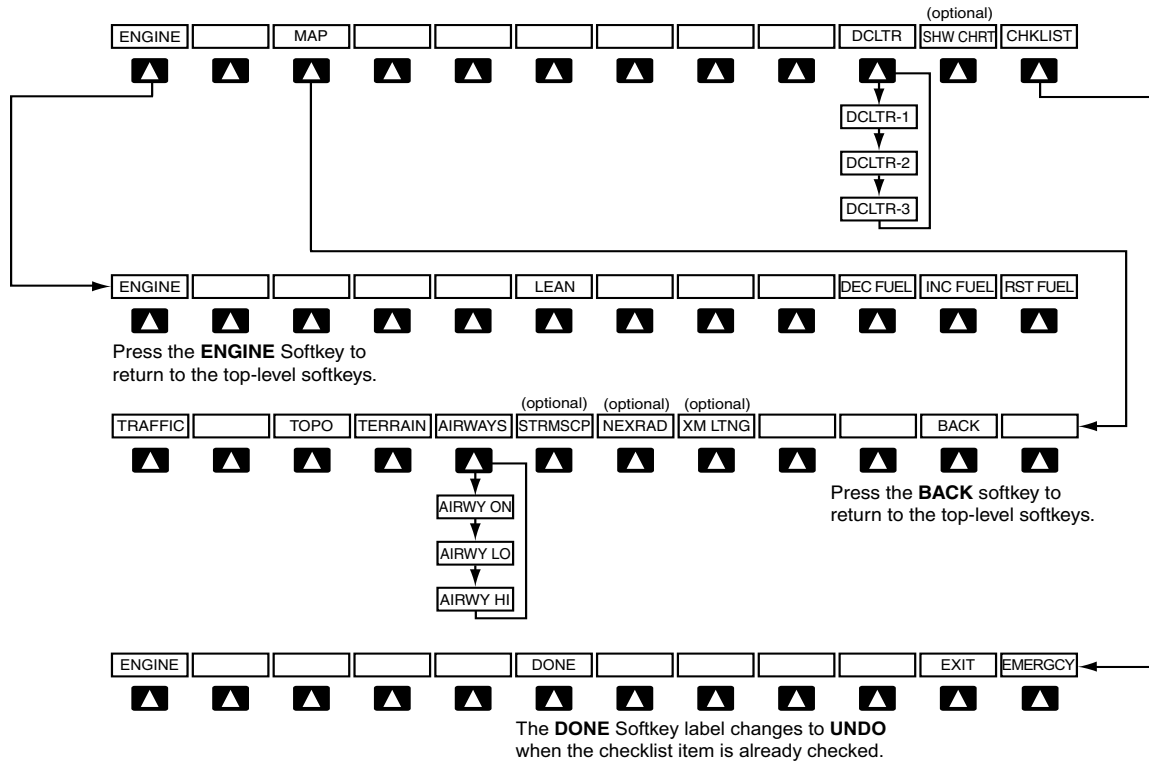 (optional)
ENGINE MAP DCLTR SHW CHRT CHKLIST
DCLTR-1
DCLTR-2
DCLTR-3
ENGINE LEAN DEC FUEL INC FUEL RST FUEL
Press the ENGINE Softkey to
return to the top-level softkeys.
(optional) (optional) (optional)
TRAFFIC TOPO TERRAIN AIRWAYS STRMSCP NEXRAD XM LTNG BACK
Press the BACK softkey to
return to the top-level softkeys.
AIRWY ON
AIRWY LO
AIRWY HI
ENGINE DONE EXIT EMERGCY
The DONE Softkey label changes to UNDO
when the checklist item is already checked.